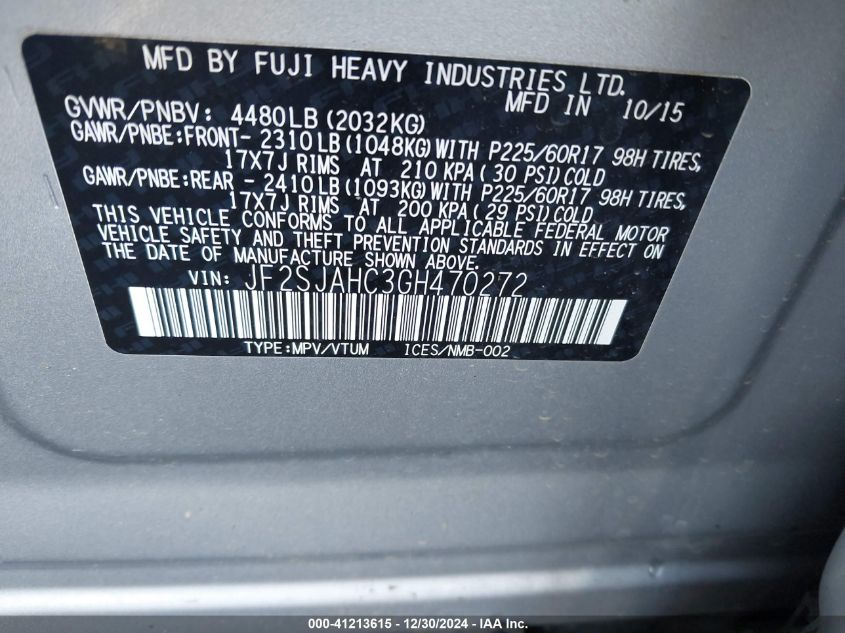 MFD BY FUJI HEAVY INDUSTRIES LTD.
MFD IN 10/15
GVWR/PNBV: 4480LB(2032KG)
GAWR/PNBE:FRONT- 2310LB(1048KG)WITH P225/60R17 98H TIRES,
17X7J RIMS AT 210 KPA(30 PSI)COLD
GAWR/PNBE:REAR - 2410LB(1093KG)WITH P225/60R17 98H TIRES,
17X7J RIMS AT 200 KPA(29 PSI)COLD
THIS VEHICLE CONFORMS TO ALL APPLICABLE FEDERAL MOTOR
VEHICLE SAFETY AND THEFT PREVENTION STANDARDS IN EFFECT ON
THE DATE OF MANUFACTURE SHOWN ABOVE.
VIN: JF2SJAHC3GH470272
TYPE:MPV/VTUM ICES/NMB-002
000-41213615 - 12/30/2024 - IAA Inc.